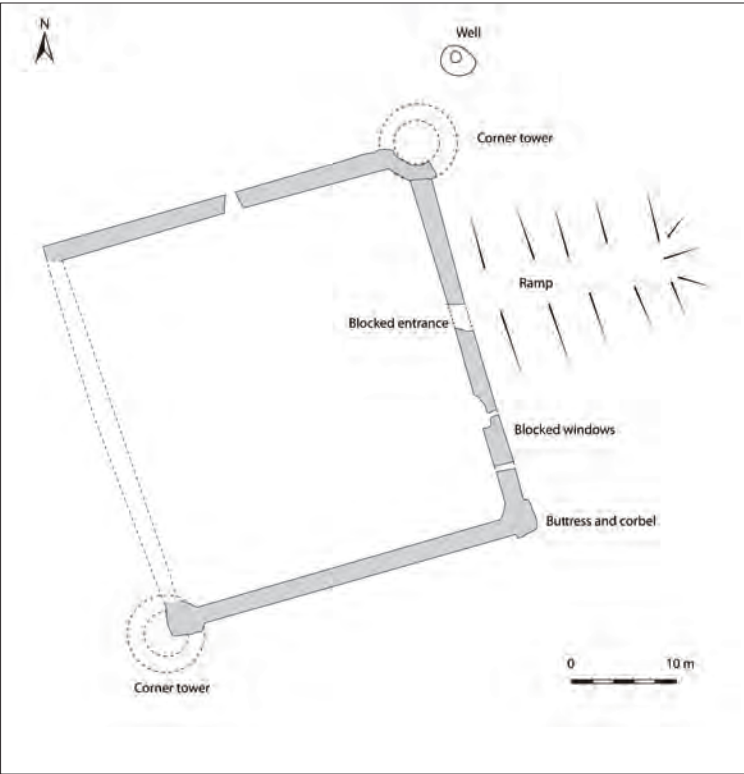 N
Well
Corner tower
Ramp
Blocked entrance
Blocked windows
Buttress and corbel
0 10 m
Corner tower